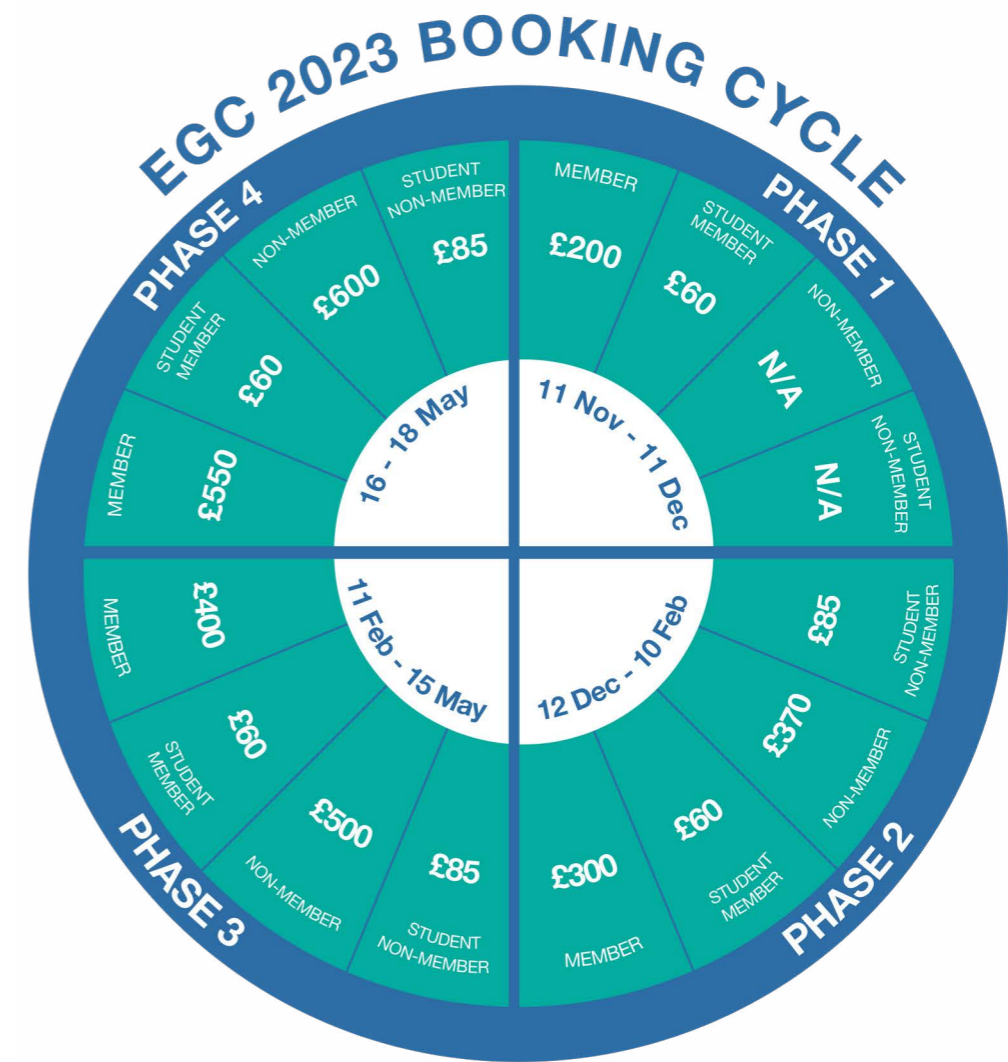 EGC 2023 BOOKING CYCLE
PHASE 1
11 Nov - 11 Dec
MEMBER
£200
STUDENT
MEMBER
£60
NON-MEMBER
N/A
STUDENT
NON-MEMBER
N/A
PHASE 2
12 Dec - 10 Feb
STUDENT
NON-MEMBER
£85
NON-MEMBER
£370
STUDENT
MEMBER
£60
MEMBER
£300
PHASE 3
11 Feb - 15 May
STUDENT
NON-MEMBER
£85
NON-MEMBER
£500
STUDENT
MEMBER
£60
MEMBER
£400
PHASE 4
16 - 18 May
MEMBER
£550
STUDENT
MEMBER
£60
NON-MEMBER
£600
STUDENT
NON-MEMBER
£85